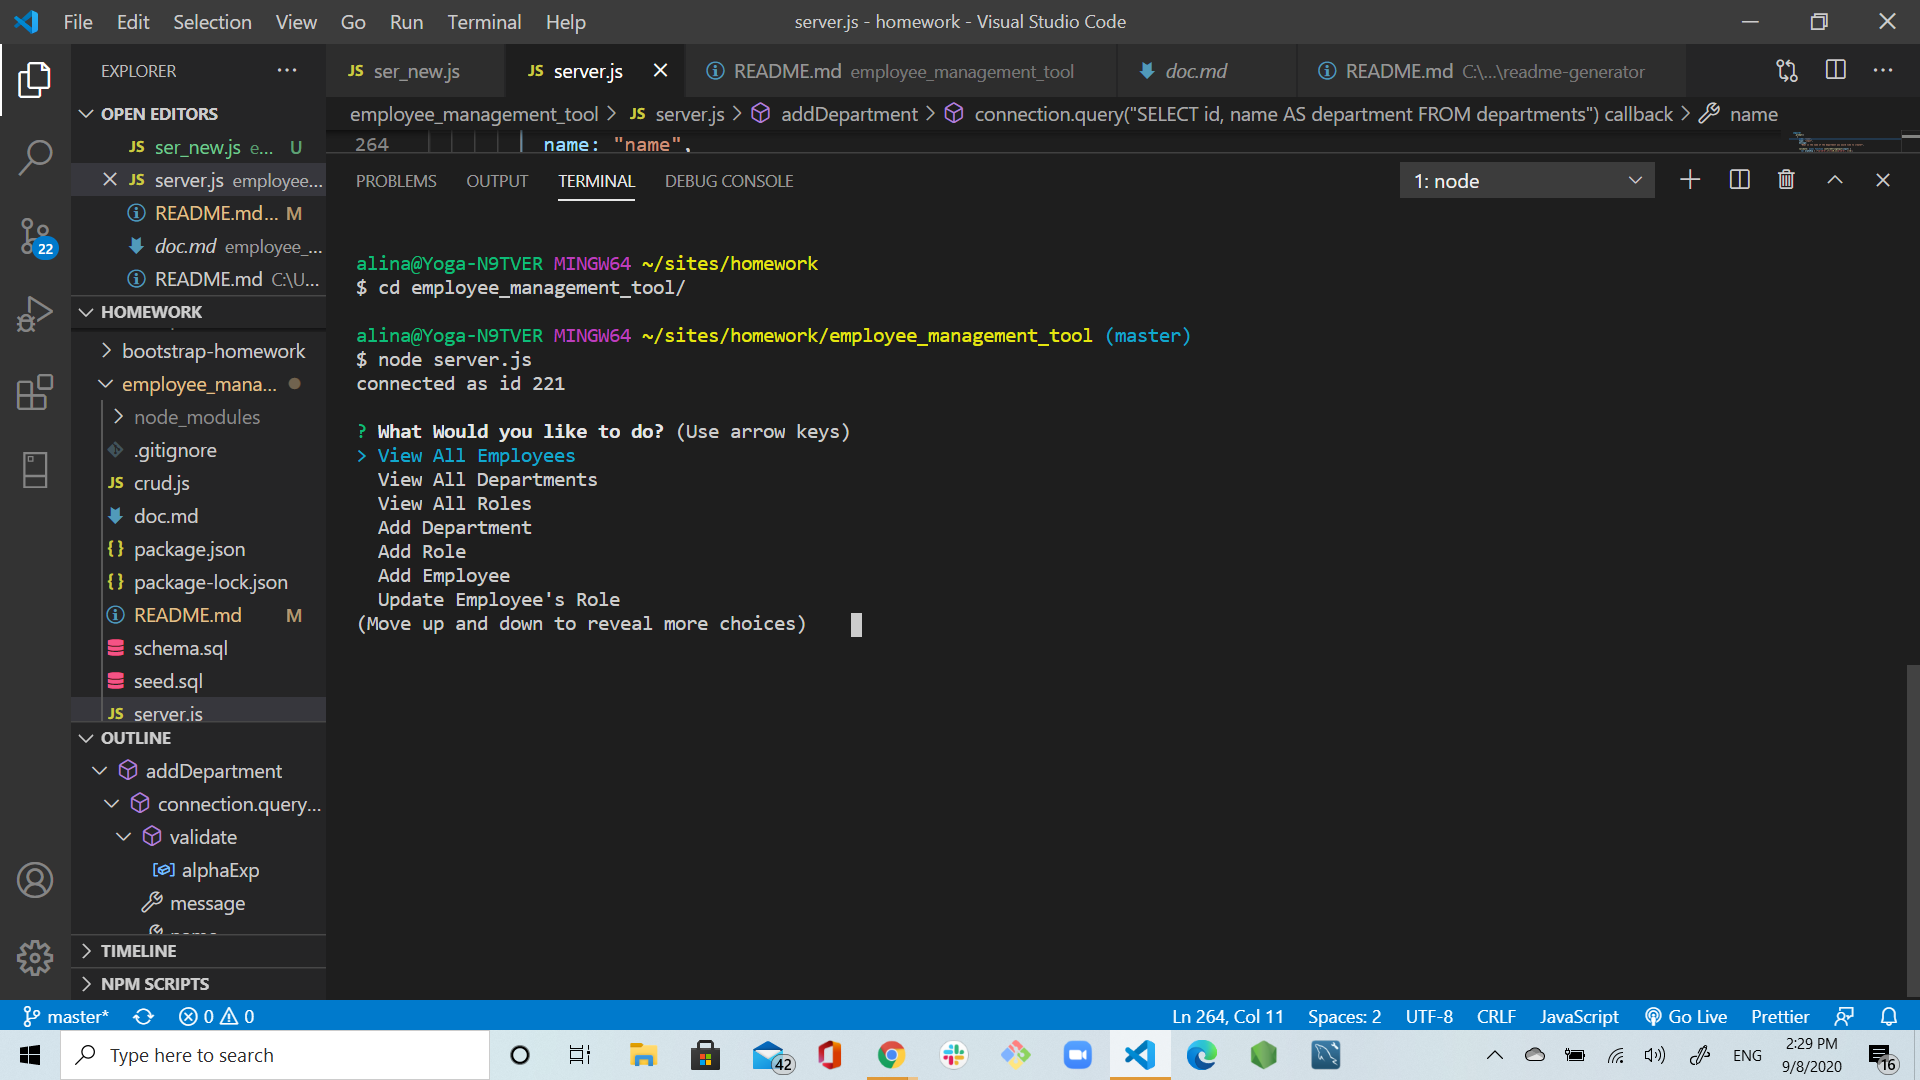 File Edit Selection View Go Run Terminal Help
server.js - homework - Visual Studio Code
EXPLORER
JS ser_new.js
JS server.js
README.md employee_management_tool
doc.md
README.md C:\...\readme-generator
employee_management_tool > JS server.js > addDepartment > connection.query("SELECT id, name AS department FROM departments") callback > name
264 name: "name",
OPEN EDITORS
JS ser_new.js e... U
JS server.js employee...
README.md... M
doc.md employee_...
README.md C:\U...
HOMEWORK
bootstrap-homework
employee_mana...
node_modules
.gitignore
JS crud.js
doc.md
{} package.json
{} package-lock.json
README.md M
schema.sql
seed.sql
JS server.js
OUTLINE
addDepartment
connection.query...
validate
alphaExp
message
TIMELINE
NPM SCRIPTS
22
PROBLEMS OUTPUT TERMINAL DEBUG CONSOLE
1: node
alina@Yoga-N9TVER MINGW64 ~/sites/homework
$ cd employee_management_tool/
alina@Yoga-N9TVER MINGW64 ~/sites/homework/employee_management_tool (master)
$ node server.js
connected as id 221
? What Would you like to do? (Use arrow keys)
> View All Employees
View All Departments
View All Roles
Add Department
Add Role
Add Employee
Update Employee's Role
(Move up and down to reveal more choices)
master* 0 0
Ln 264, Col 11 Spaces: 2 UTF-8 CRLF JavaScript Go Live Prettier
Type here to search
42
ENG
2:29 PM
9/8/2020
16